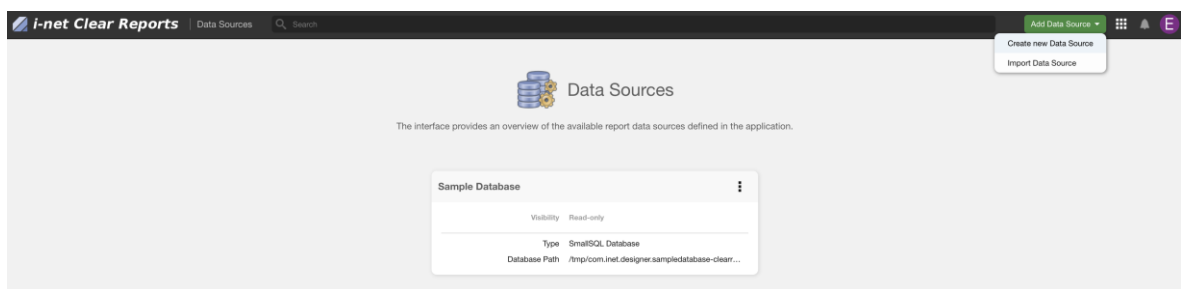 i-net Clear Reports Data Sources Search Add Data Source E
Create new Data Source
Import Data Source
Data Sources
The interface provides an overview of the available report data sources defined in the application.
Sample Database
Visibility Read-only
Type SmallSQL Database
Database Path /tmp/com.inet.designer.sampledatabase-clearr...